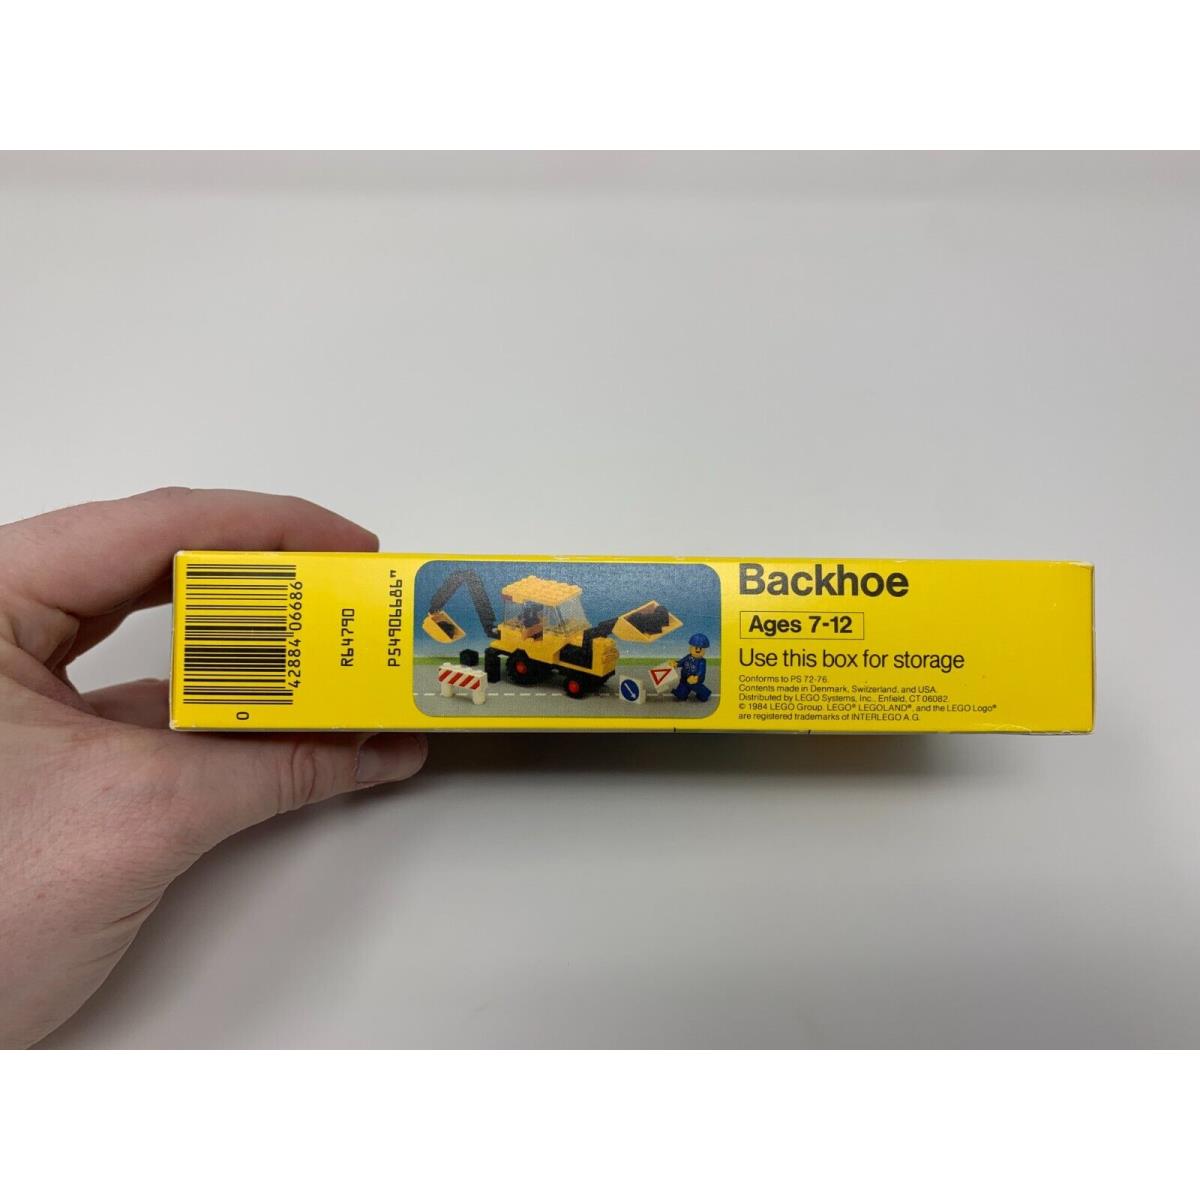 0
42884 06686
R64790
P54906686"
Backhoe
Ages 7-12
Use this box for storage
Conforms to PS 72-76.
Contents made in Denmark, Switzerland, and USA.
Distributed by LEGO Systems, Inc., Enfield, CT 06082.
© 1984 LEGO Group. LEGO® LEGOLAND®, and the LEGO Logo®
are registered trademarks of INTERLEGO A.G.